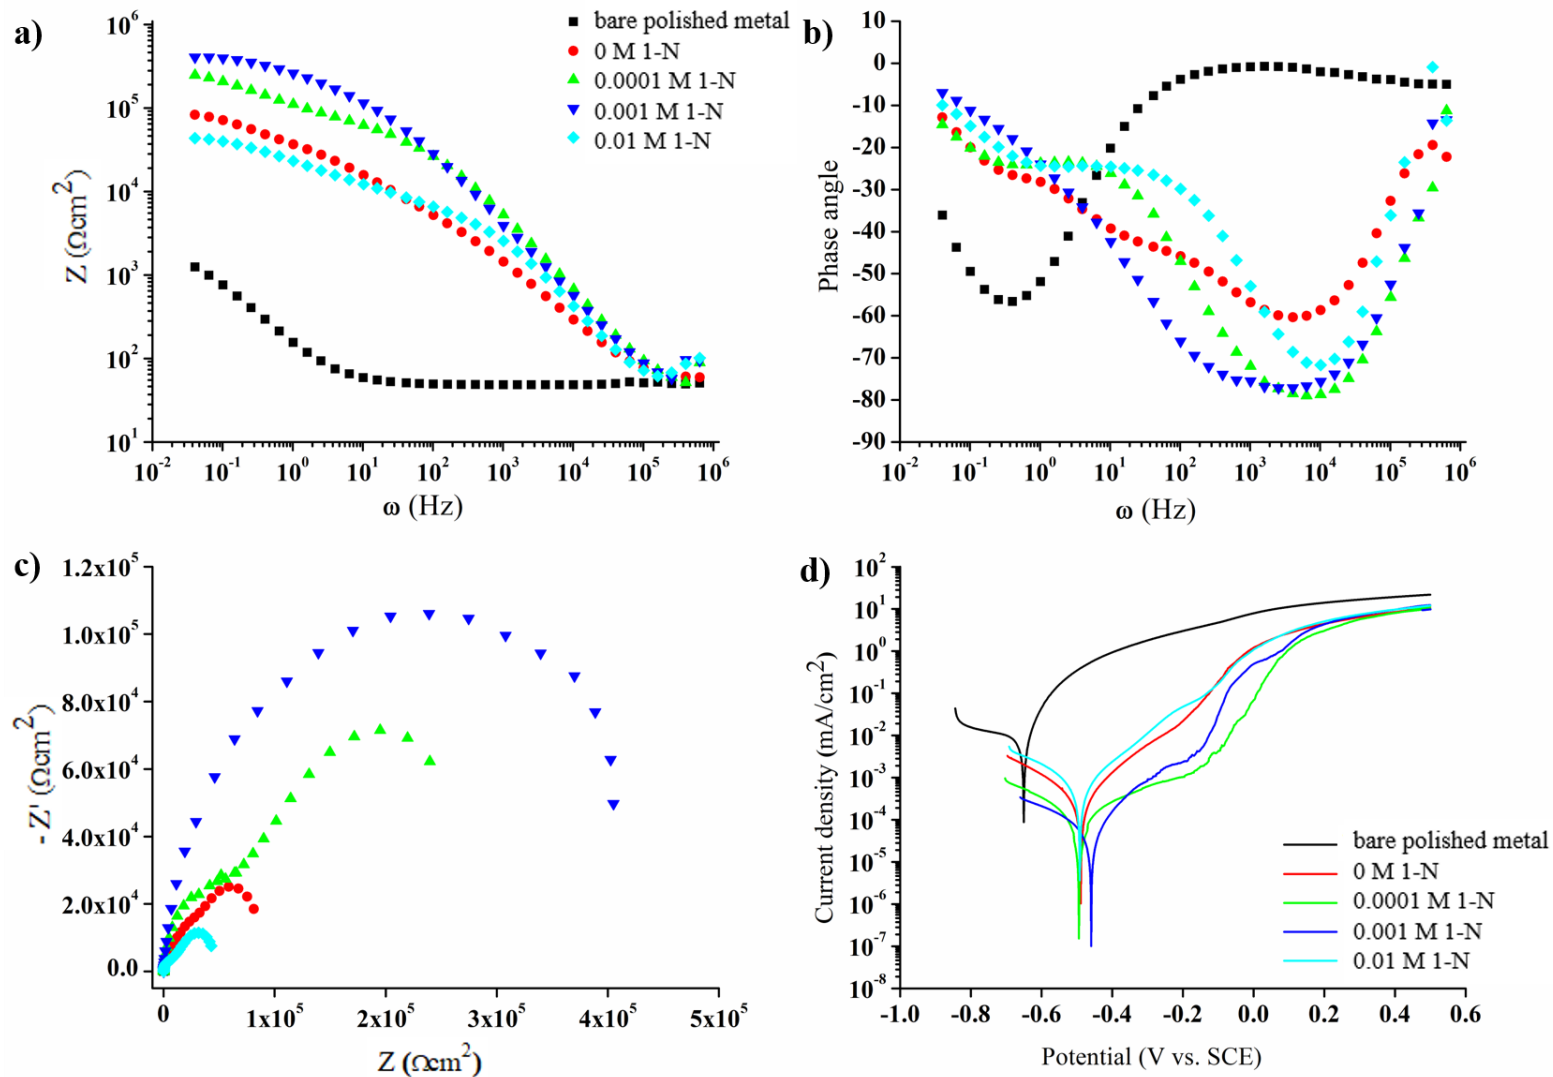 a)
10^6
10^5
10^4
10^3
10^2
10^1
Z (Ωcm^2)
10^-2 10^-1 10^0 10^1 10^2 10^3 10^4 10^5 10^6
ω (Hz)
bare polished metal
0 M 1-N
0.0001 M 1-N
0.001 M 1-N
0.01 M 1-N
b)
10
0
-10
-20
-30
-40
-50
-60
-70
-80
-90
Phase angle
10^-2 10^-1 10^0 10^1 10^2 10^3 10^4 10^5 10^6
ω (Hz)
c)
1.2x10^5
1.0x10^5
8.0x10^4
6.0x10^4
4.0x10^4
2.0x10^4
0.0
- Z' (Ωcm^2)
0 1x10^5 2x10^5 3x10^5 4x10^5 5x10^5
Z (Ωcm^2)
d)
10^2
10^1
10^0
10^-1
10^-2
10^-3
10^-4
10^-5
10^-6
10^-7
10^-8
Current density (mA/cm^2)
-1.0 -0.8 -0.6 -0.4 -0.2 0.0 0.2 0.4 0.6
Potential (V vs. SCE)
bare polished metal
0 M 1-N
0.0001 M 1-N
0.001 M 1-N
0.01 M 1-N